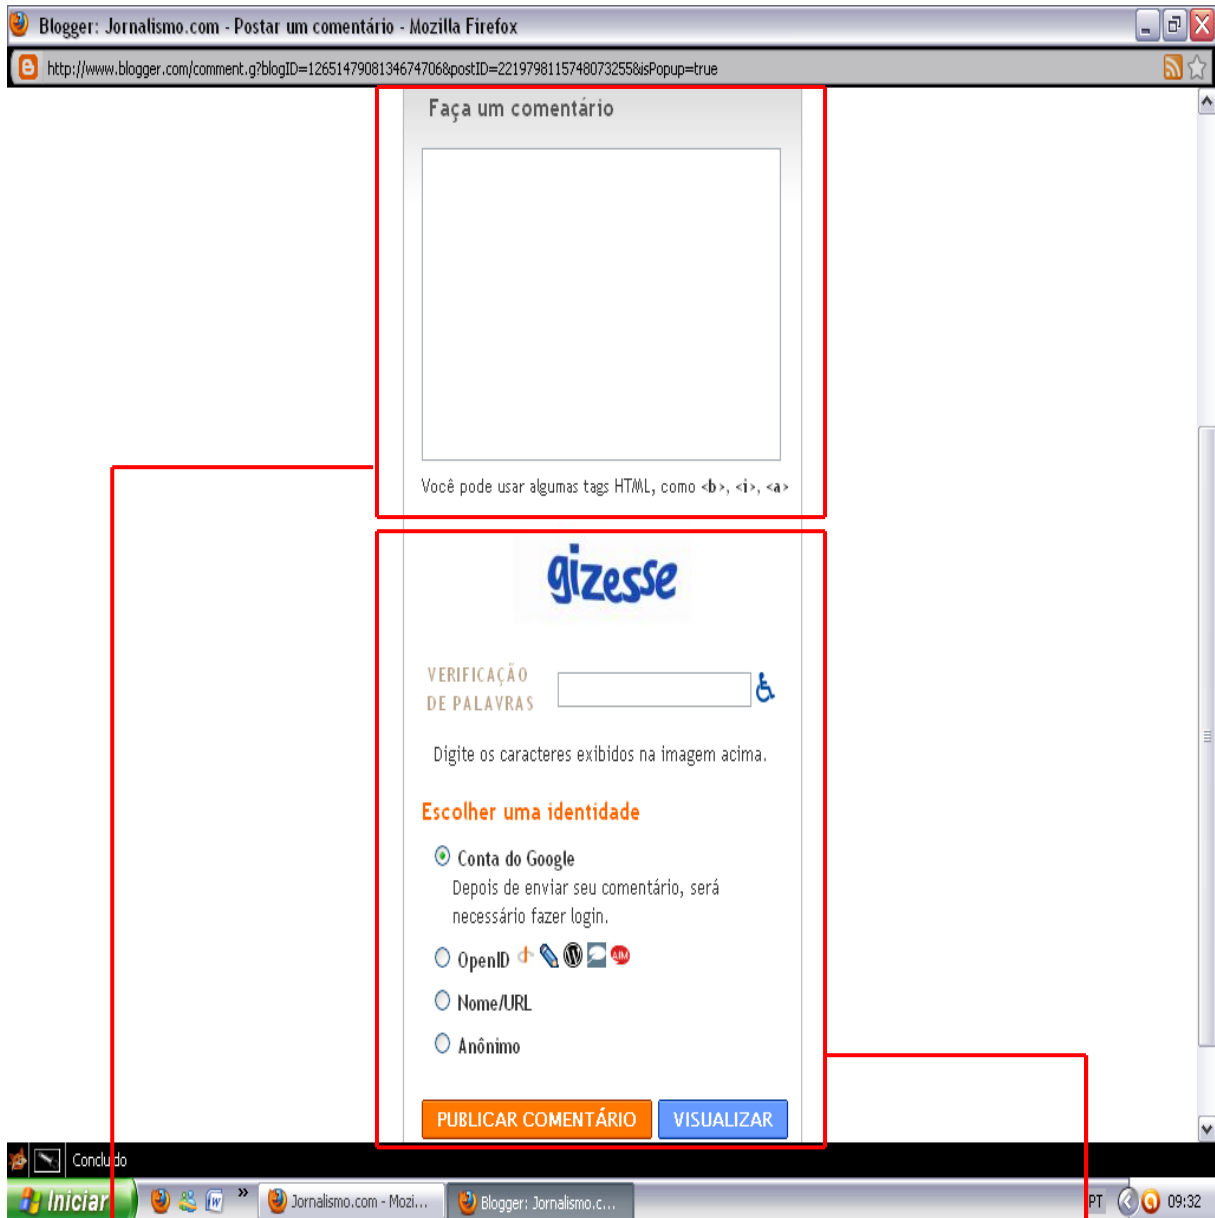 Blogger: Jornalismo.com - Postar um comentário - Mozilla Firefox
http://www.blogger.com/comment.g?blogID=1265147908134674706&postID=2219798115748073255&isPopup=true
Faça um comentário
Você pode usar algumas tags HTML, como <b>, <i>, <a>
gizesse
VERIFICAÇÃO
DE PALAVRAS
Digite os caracteres exibidos na imagem acima.
Escolher uma identidade
Conta do Google
Depois de enviar seu comentário, será
necessário fazer login.
OpenID AIM
Nome/URL
Anônimo
PUBLICAR COMENTÁRIO VISUALIZAR
Concluído
Iniciar » Jornalismo.com - Mozi... Blogger: Jornalismo.c... PT 09:32